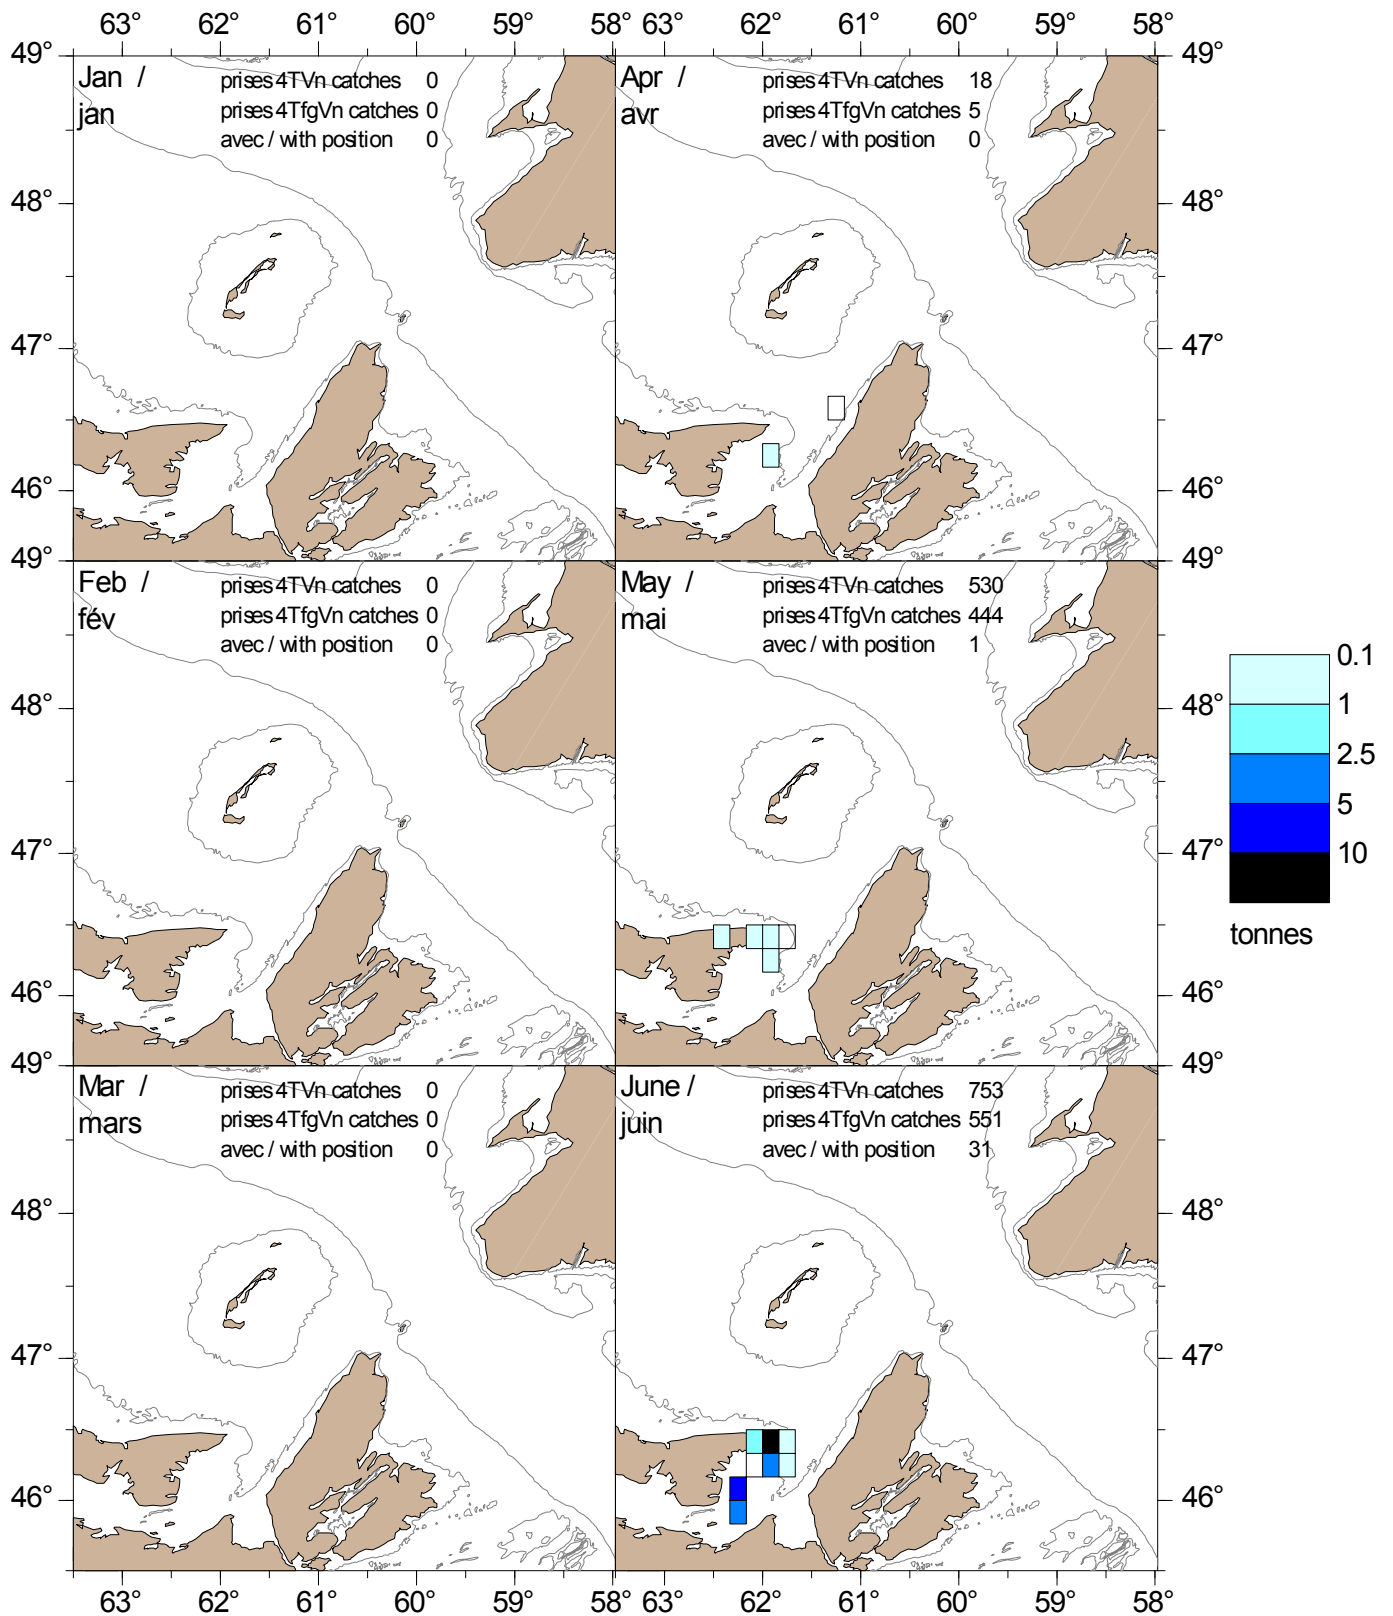 63° 62° 61° 60° 59° 58° 63° 62° 61° 60° 59° 58°
49°
49°
Jan /
jan
prises 4TVn catches 0
prises 4TfgVn catches 0
avec / with position 0
Apr /
avr
prises 4TVn catches 18
prises 4TfgVn catches 5
avec / with position 0
48°
48°
47°
47°
46°
46°
49°
49°
Feb /
fév
prises 4TVn catches 0
prises 4TfgVn catches 0
avec / with position 0
May /
mai
prises 4TVn catches 530
prises 4TfgVn catches 444
avec / with position 1
48°
48°
47°
47°
46°
46°
0.1
1
2.5
5
10
tonnes
49°
49°
Mar /
mars
prises 4TVn catches 0
prises 4TfgVn catches 0
avec / with position 0
June /
juin
prises 4TVn catches 753
prises 4TfgVn catches 551
avec / with position 31
48°
48°
47°
47°
46°
46°
63° 62° 61° 60° 59° 58° 63° 62° 61° 60° 59° 58°